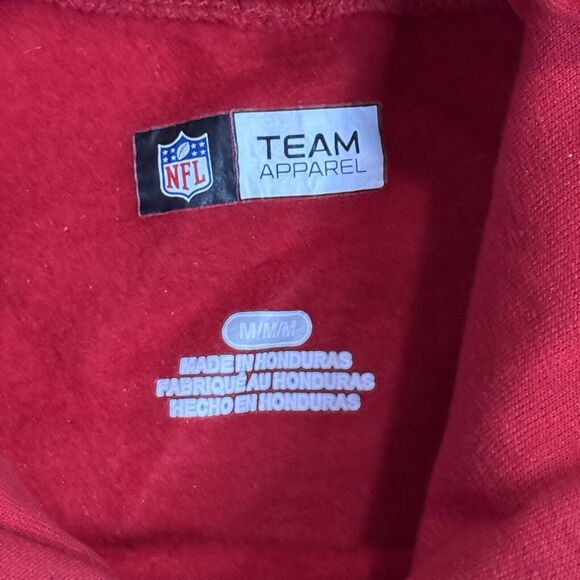 NFL
TEAM
APPAREL
M/M/M
MADE IN HONDURAS
FABRIQUÉ AU HONDURAS
HECHO EN HONDURAS